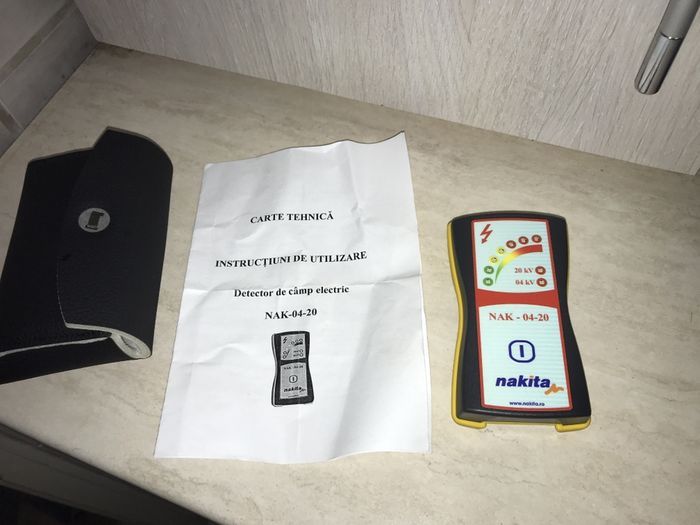 CARTE TEHNICĂ
INSTRUCȚIUNI DE UTILIZARE
Detector de câmp electric
NAK-04-20
NAK - 04-20
nakita
20 kV
04 kV
NAK - 04-20
nakita
www.nakita.ro